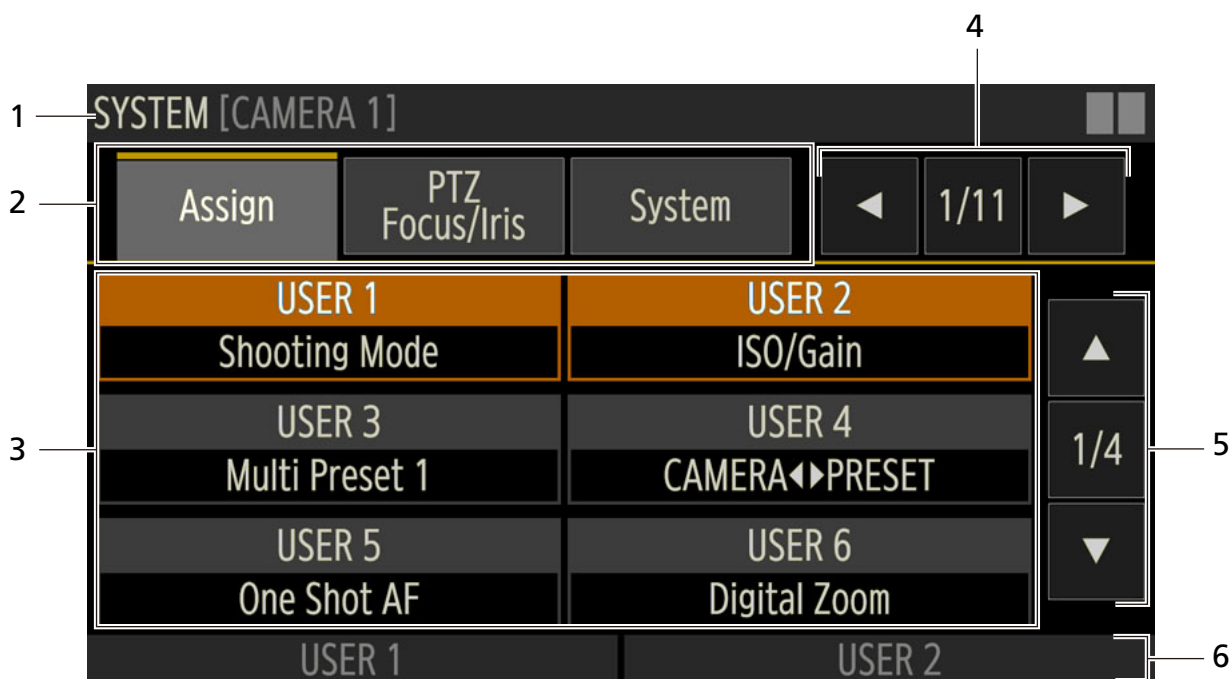 4
1
SYSTEM [CAMERA 1]
2
Assign
PTZ
Focus/Iris
System
◀ 1/11 ▶
3
USER 1
Shooting Mode
USER 2
ISO/Gain
USER 3
Multi Preset 1
USER 4
CAMERA◀▶PRESET
USER 5
One Shot AF
USER 6
Digital Zoom
▲
1/4
▼
5
USER 1
USER 2
6